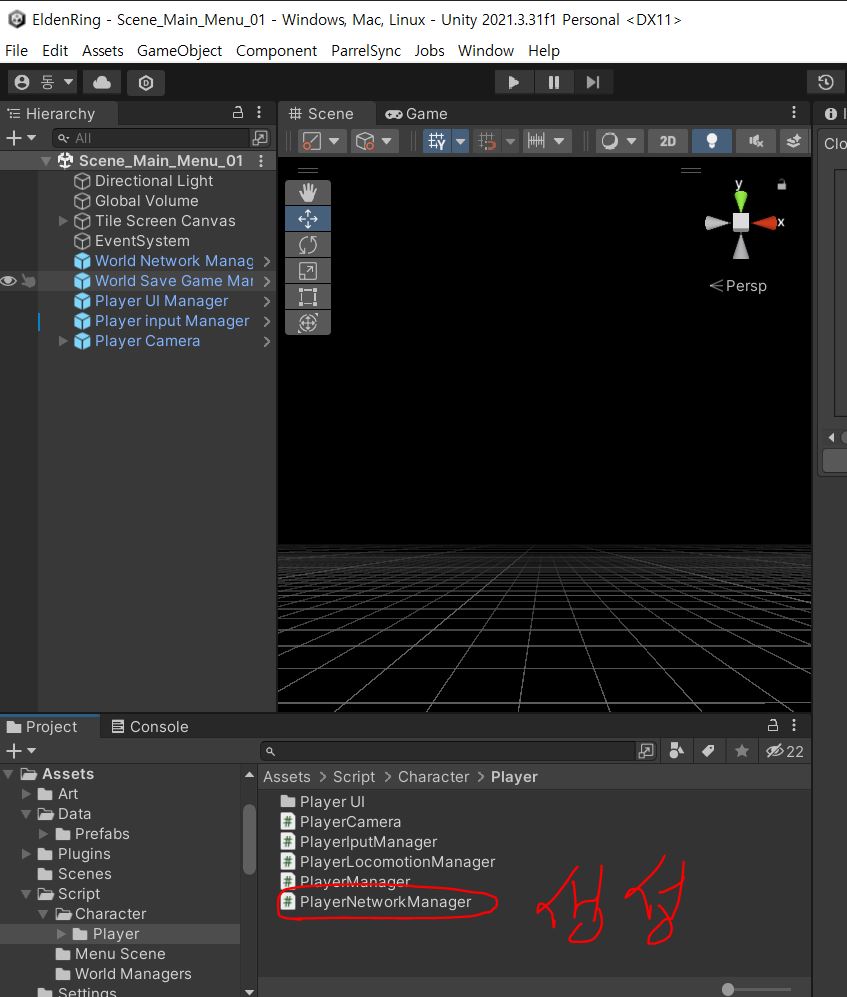 EldenRing - Scene_Main_Menu_01 - Windows, Mac, Linux - Unity 2021.3.31f1 Personal <DX11>
File Edit Assets GameObject Component ParrelSync Jobs Window Help
동
Hierarchy
All
Scene_Main_Menu_01
Directional Light
Global Volume
Tile Screen Canvas
EventSystem
World Network Manag
World Save Game Mar
Player UI Manager
Player input Manager
Player Camera
Scene Game
2D
y
x
Persp
Clo
Project Console
22
Assets
Art
Data
Prefabs
Plugins
Scenes
Script
Character
Player
Menu Scene
World Managers
Settings
Assets > Script > Character > Player
Player UI
PlayerCamera
PlayerIputManager
PlayerLocomotionManager
PlayerManager
PlayerNetworkManager
생성